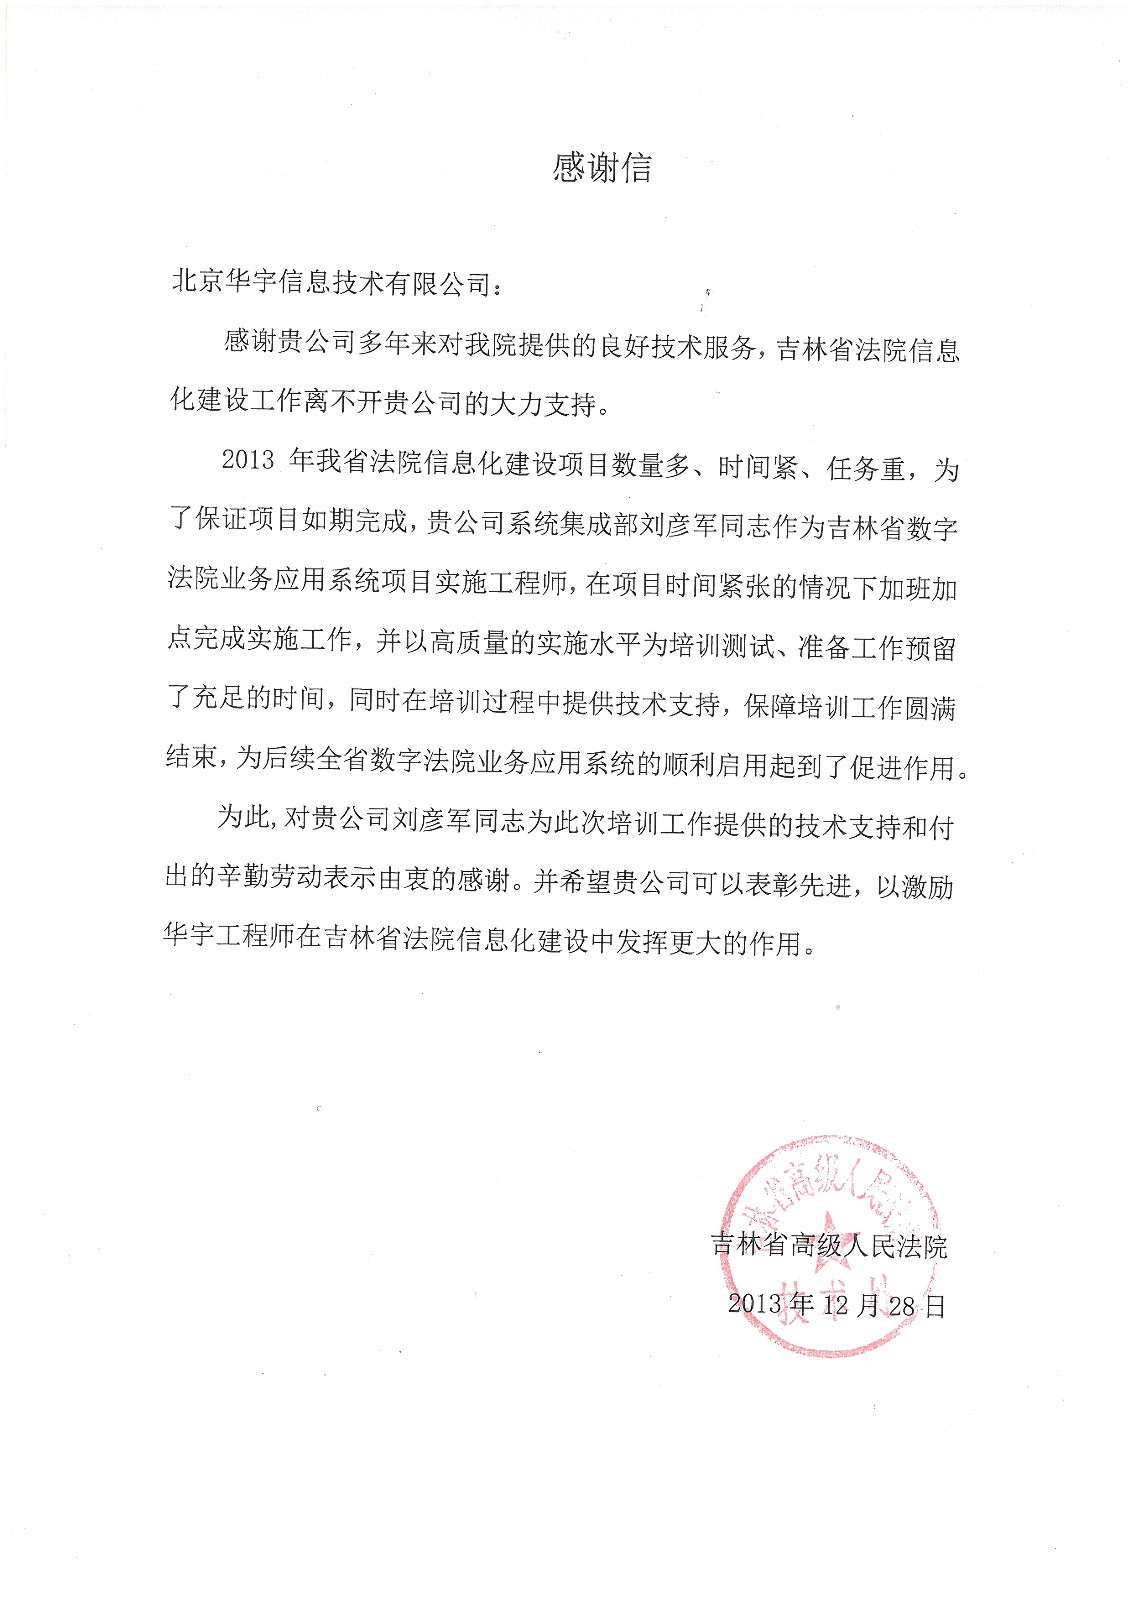 感谢信
北京华宇信息技术有限公司：
感谢贵公司多年来对我院提供的良好技术服务，吉林省法院信息
化建设工作离不开贵公司的大力支持。
2013 年我省法院信息化建设项目数量多、时间紧、任务重，为
了保证项目如期完成，贵公司系统集成部刘彦军同志作为吉林省数字
法院业务应用系统项目实施工程师，在项目时间紧张的情况下加班加
点完成实施工作，并以高质量的实施水平为培训测试、准备工作预留
了充足的时间，同时在培训过程中提供技术支持，保障培训工作圆满
结束，为后续全省数字法院业务应用系统的顺利启用起到了促进作用。
为此，对贵公司刘彦军同志为此次培训工作提供的技术支持和付
出的辛勤劳动表示由衷的感谢。并希望贵公司可以表彰先进，以激励
华宇工程师在吉林省法院信息化建设中发挥更大的作用。
林省高级人民
吉林省高级人民法院
技术
2013 年 12 月 28 日